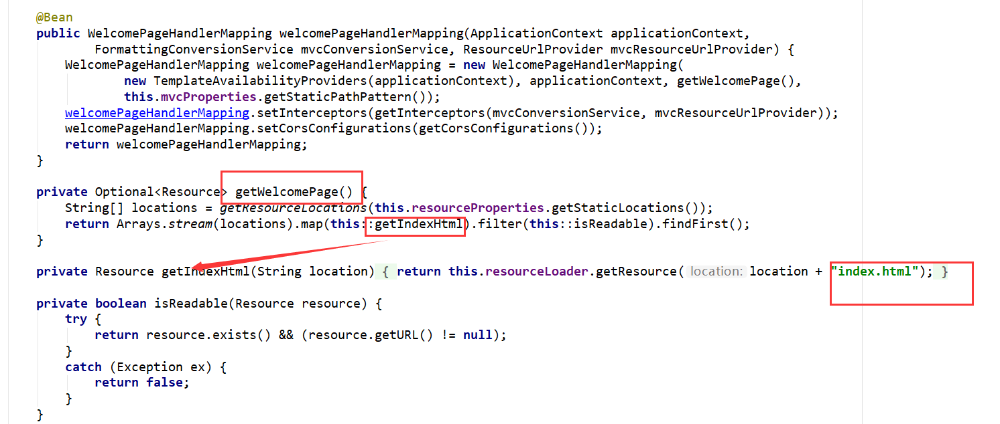 @Bean
public WelcomePageHandlerMapping welcomePageHandlerMapping(ApplicationContext applicationContext,
        FormattingConversionService mvcConversionService, ResourceUrlProvider mvcResourceUrlProvider) {
    WelcomePageHandlerMapping welcomePageHandlerMapping = new WelcomePageHandlerMapping(
            new TemplateAvailabilityProviders(applicationContext), applicationContext, getWelcomePage(),
            this.mvcProperties.getStaticPathPattern());
    welcomePageHandlerMapping.setInterceptors(getInterceptors(mvcConversionService, mvcResourceUrlProvider));
    welcomePageHandlerMapping.setCorsConfigurations(getCorsConfigurations());
    return welcomePageHandlerMapping;
}
private Optional<Resource> getWelcomePage() {
    String[] locations = getResourceLocations(this.resourceProperties.getStaticLocations());
    return Arrays.stream(locations).map(this::getIndexHtml).filter(this::isReadable).findFirst();
}
private Resource getIndexHtml(String location) { return this.resourceLoader.getResource( location: location + "index.html"); }
private boolean isReadable(Resource resource) {
    try {
        return resource.exists() && (resource.getURL() != null);
    }
    catch (Exception ex) {
        return false;
    }
}